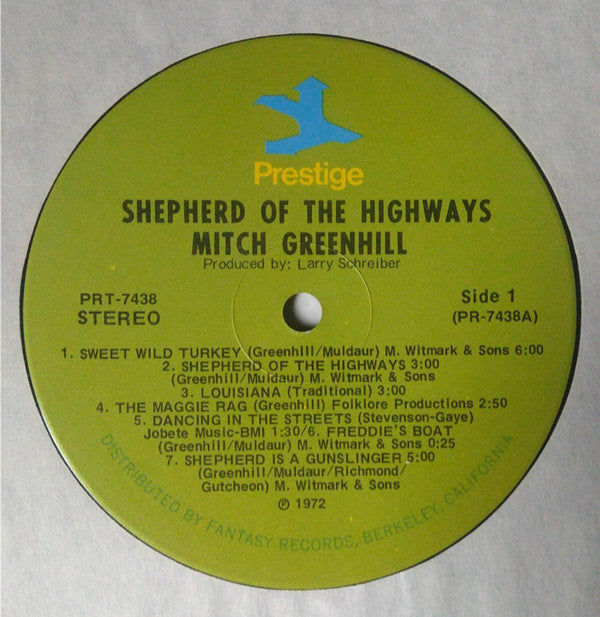 Prestige
SHEPHERD OF THE HIGHWAYS
MITCH GREENHILL
Produced by: Larry Schreiber
PRT-7438
STEREO
Side 1
(PR-7438A)
1. SWEET WILD TURKEY (Greenhill/Muldaur) M. Witmark & Sons 6:00
2. SHEPHERD OF THE HIGHWAYS 3:00
(Greenhill/Muldaur) M. Witmark & Sons
3. LOUISIANA (Traditional) 3:00
4. THE MAGGIE RAG (Greenhill) Folklore Productions 2:50
5. DANCING IN THE STREETS (Stevenson-Gaye)
Jobete Music-BMI 1:30/6. FREDDIE'S BOAT
(Greenhill/Muldaur) M. Witmark & Sons 0:25
7. SHEPHERD IS A GUNSLINGER 5:00
(Greenhill/Muldaur/Richmond/
Gutcheon) M. Witmark & Sons
℗ 1972
DISTRIBUTED BY FANTASY RECORDS, BERKELEY, CALIFORNIA